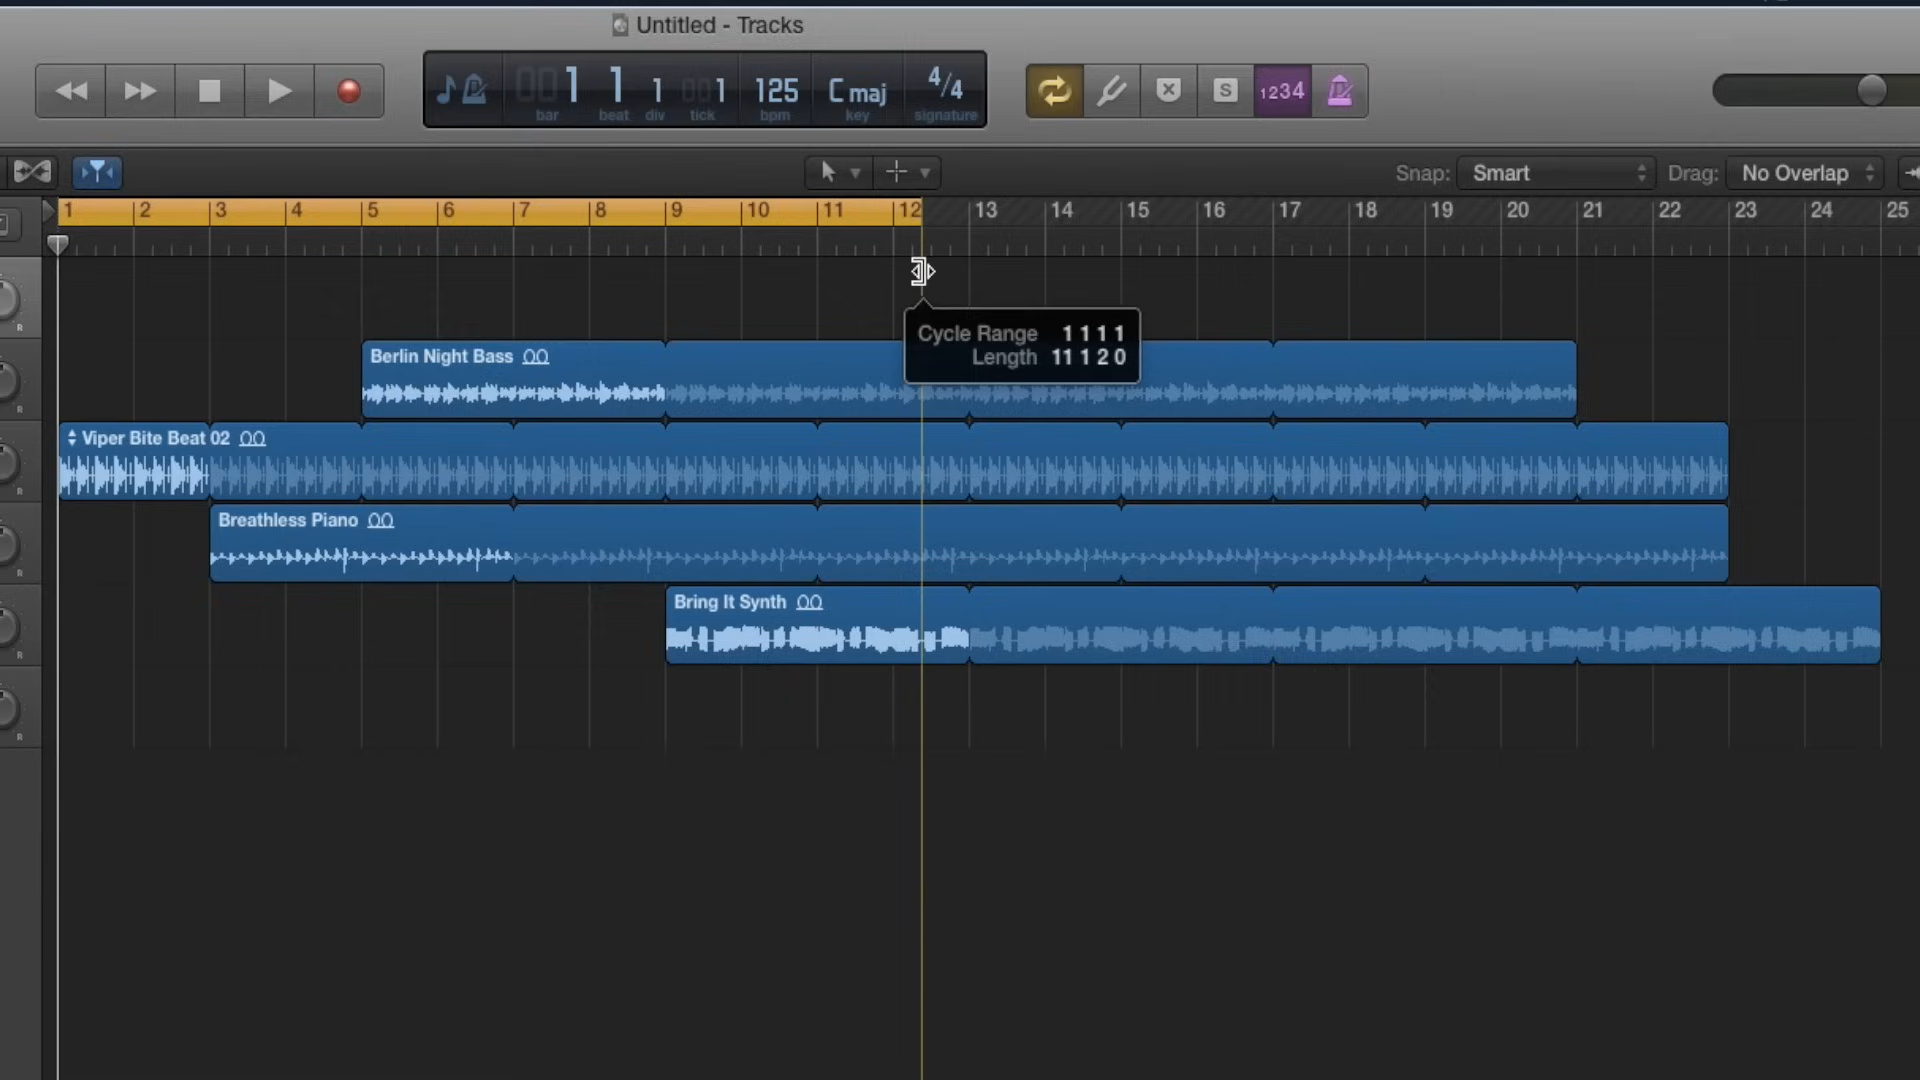 Untitled - Tracks
001 1 1 001 125 C maj 4/4
bar beat div tick bpm key signature
S 1234
Snap: Smart Drag: No Overlap
1 2 3 4 5 6 7 8 9 10 11 12 13 14 15 16 17 18 19 20 21 22 23 24 25
Cycle Range 1 1 1 1
Length 11 1 2 0
R
Berlin Night Bass
R
Viper Bite Beat 02
R
Breathless Piano
R
Bring It Synth
R
R